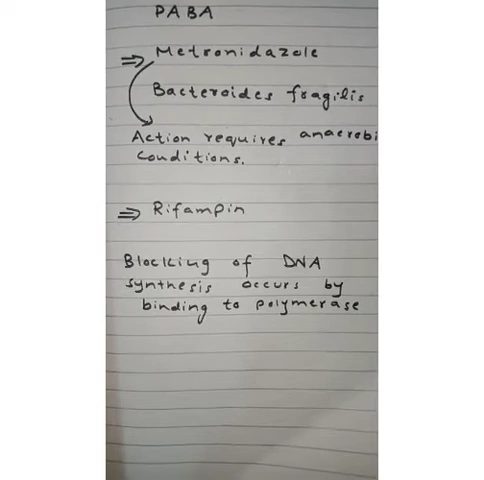 PABA
⇒ Metronidazole
Bacteroides fragilis
Action requires anaerobi
conditions.
⇒ Rifampin
Blocking of DNA
synthesis occurs by
binding to polymerase